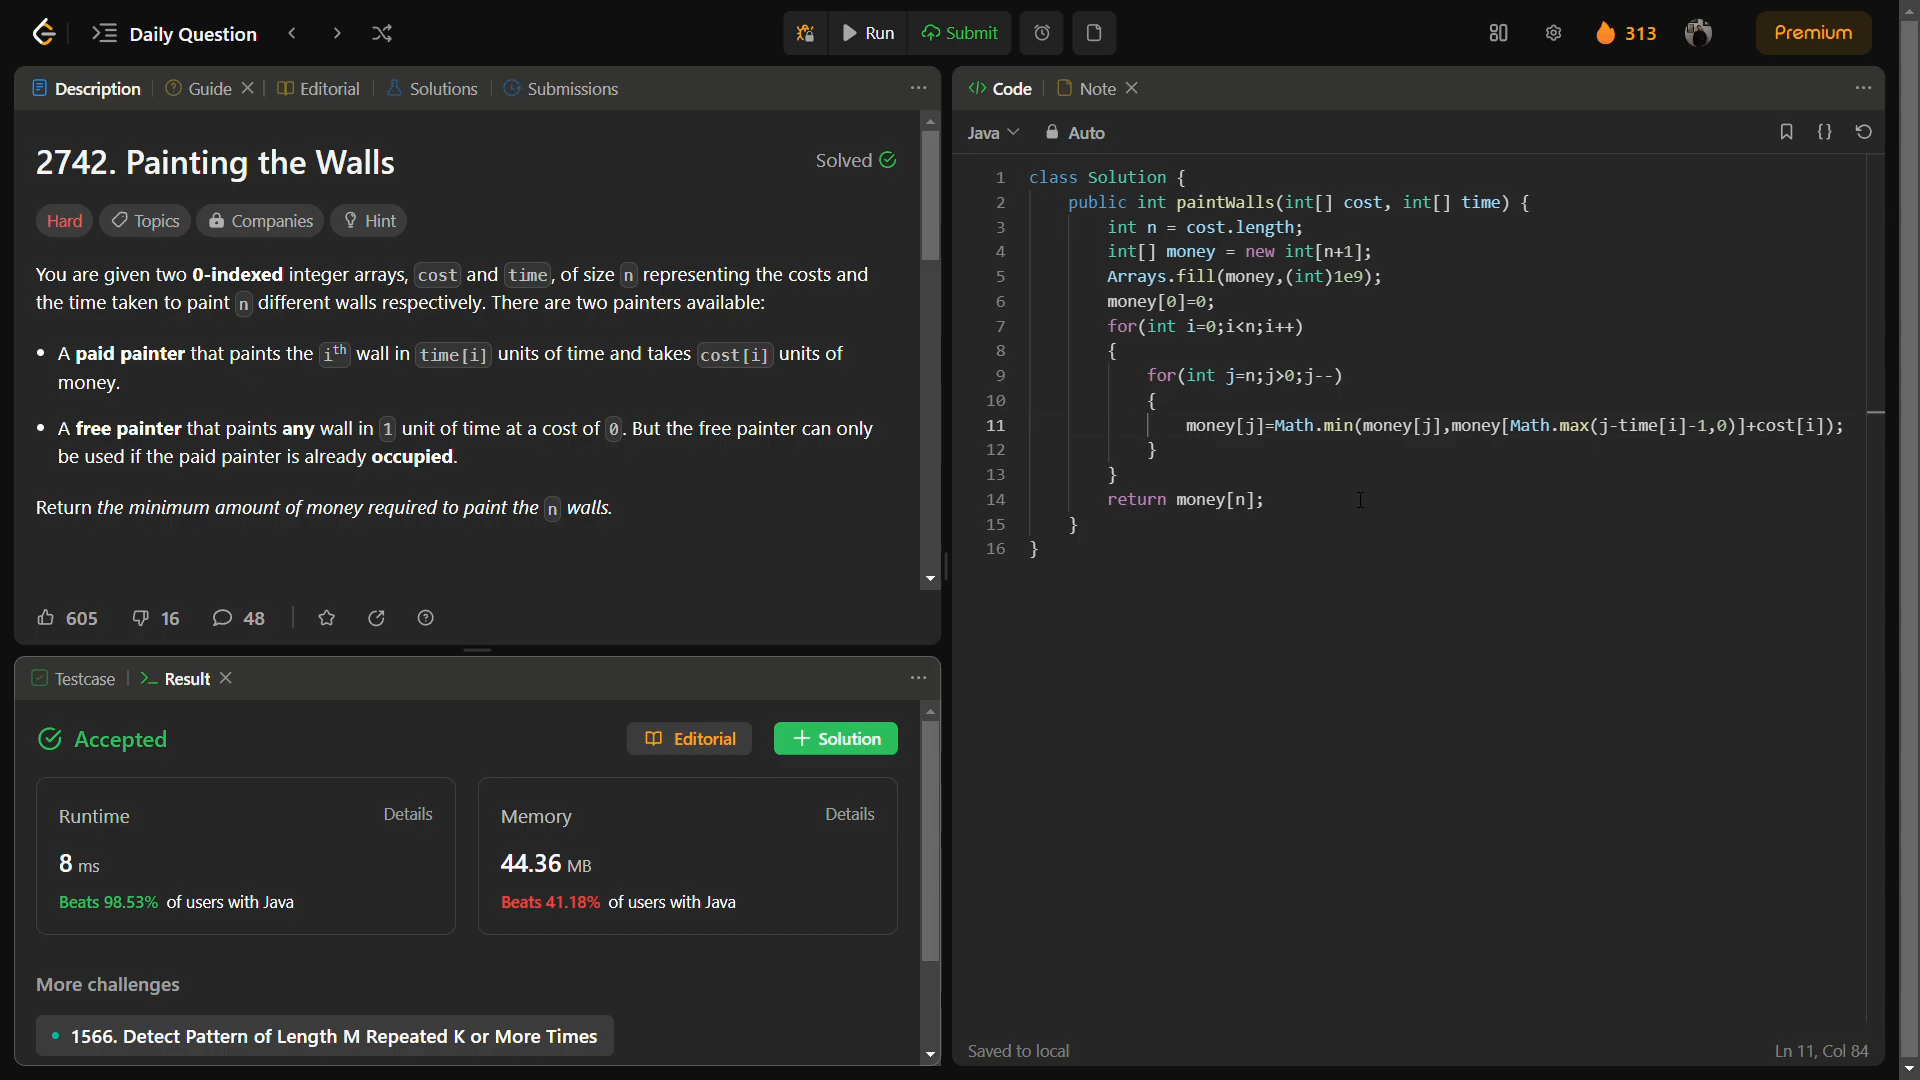 Daily Question
Run
Submit
313
Premium
Description
Guide
Editorial
Solutions
Submissions
2742. Painting the Walls
Solved
Hard
Topics
Companies
Hint
You are given two 0-indexed integer arrays, cost and time, of size n representing the costs and
the time taken to paint n different walls respectively. There are two painters available:
• A paid painter that paints the ith wall in time[i] units of time and takes cost[i] units of
money.
• A free painter that paints any wall in 1 unit of time at a cost of 0. But the free painter can only
be used if the paid painter is already occupied.
Return the minimum amount of money required to paint the n walls.
605
16
48
Testcase
Result
Accepted
Editorial
Solution
Runtime
Details
8 ms
Beats 98.53% of users with Java
Memory
Details
44.36 MB
Beats 41.18% of users with Java
More challenges
1566. Detect Pattern of Length M Repeated K or More Times
Code
Note
Java
Auto
1 class Solution {
2 public int paintWalls(int[] cost, int[] time) {
3 int n = cost.length;
4 int[] money = new int[n+1];
5 Arrays.fill(money,(int)1e9);
6 money[0]=0;
7 for(int i=0;i<n;i++)
8 {
9 for(int j=n;j>0;j--)
10 {
11 money[j]=Math.min(money[j],money[Math.max(j-time[i]-1,0)]+cost[i]);
12 }
13 }
14 return money[n];
15 }
16 }
Saved to local
Ln 11, Col 84